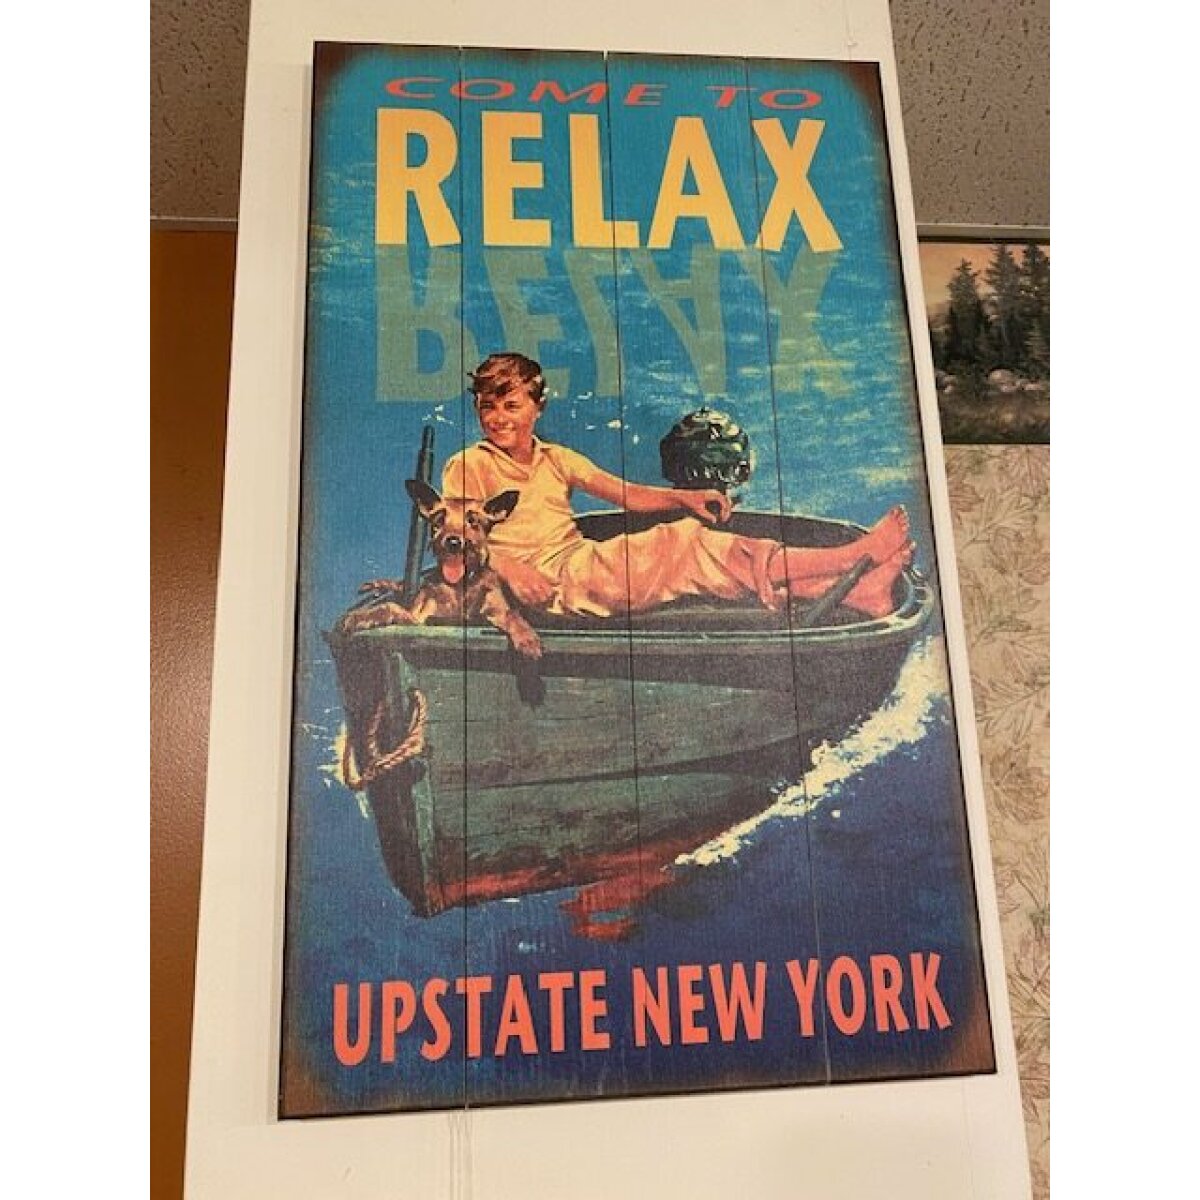 COME TO
RELAX
UPSTATE NEW YORK